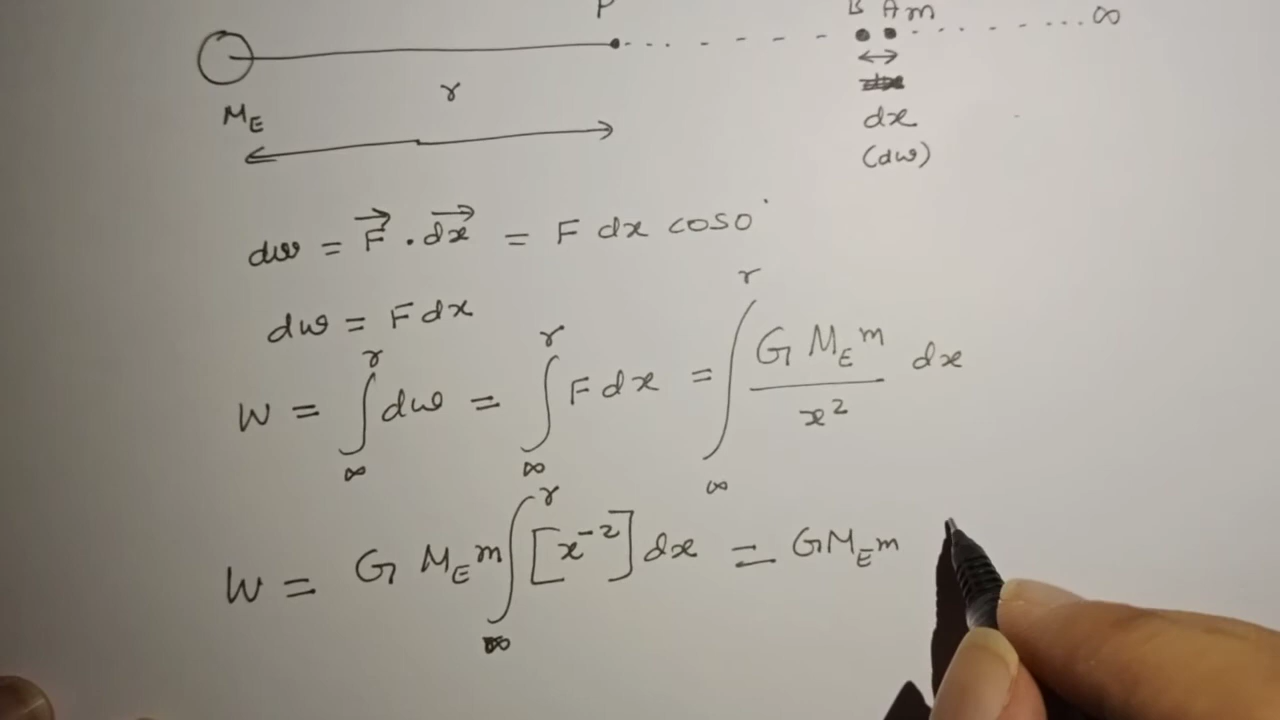 P B A m ∞
r
M_E
dx
(dw)
dw = F⃗ . dx⃗ = F dx cos0°
dw = F dx
W = ∫_∞^r dw = ∫_∞^r F dx = ∫_∞^r G M_E m / x² dx
W = G M_E m ∫_∞^r [x⁻²] dx = G M_E m